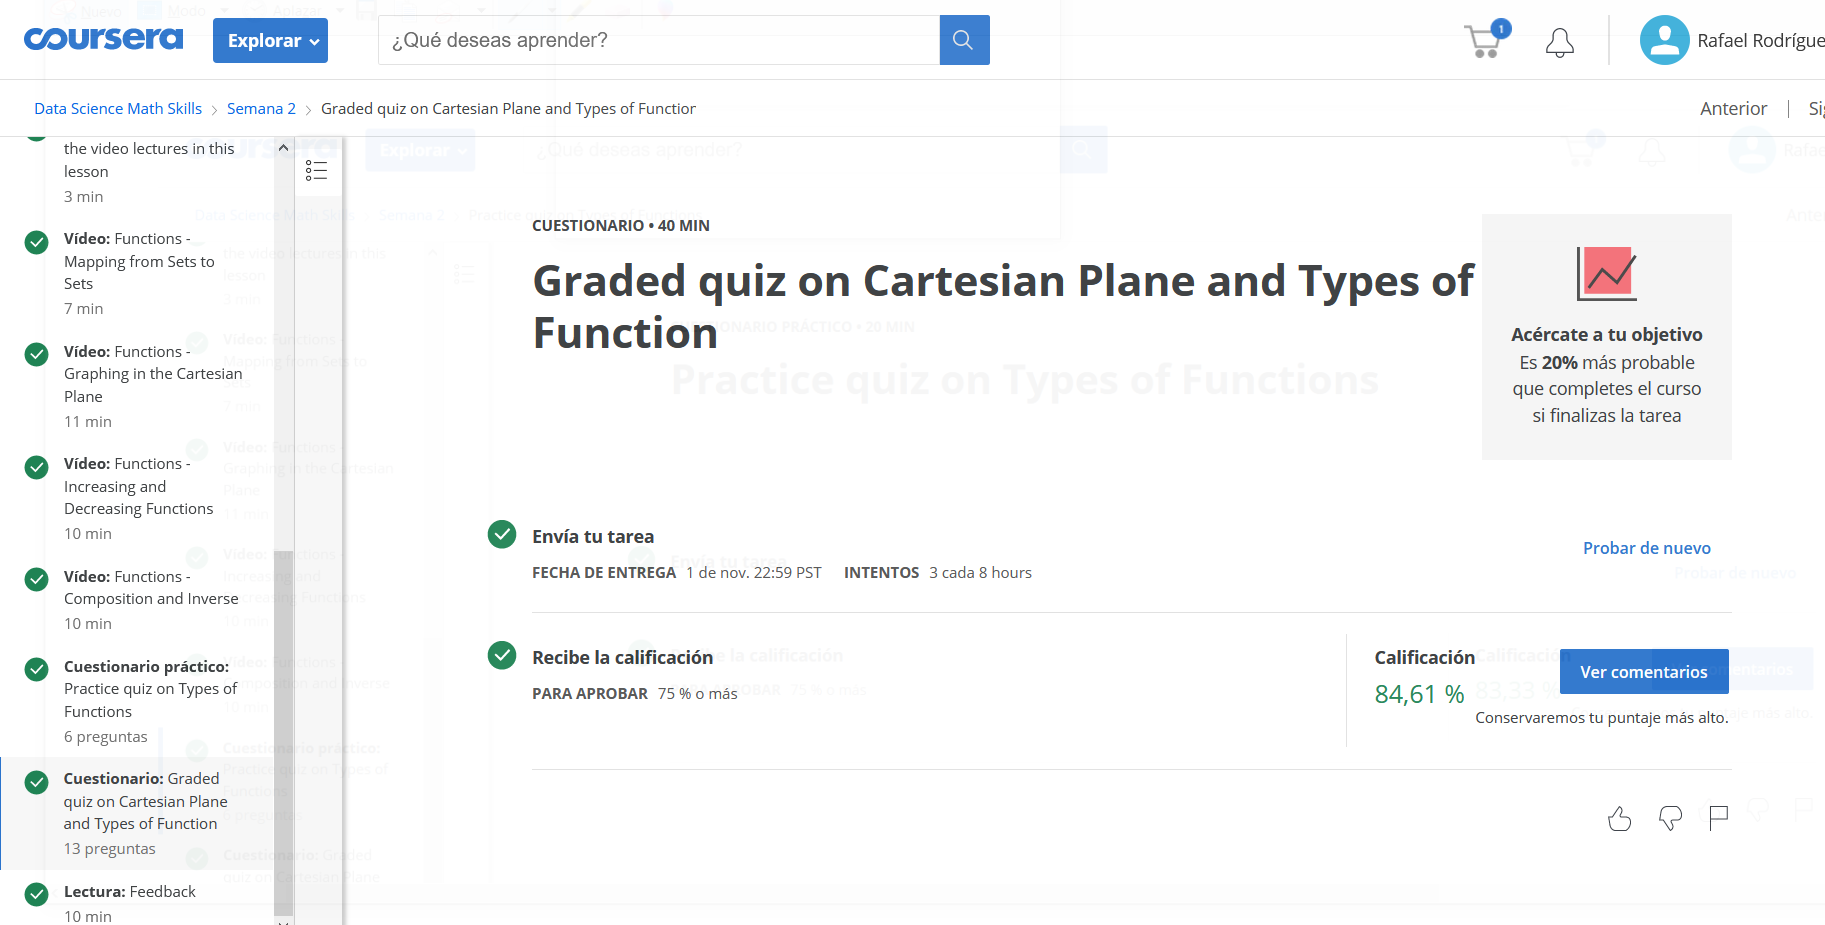 coursera
Explorar
¿Qué deseas aprender?
1
Rafael Rodrígue
Data Science Math Skills > Semana 2 > Graded quiz on Cartesian Plane and Types of Function
Anterior
the video lectures in this
lesson
3 min
Vídeo: Functions -
Mapping from Sets to
Sets
7 min
Vídeo: Functions -
Graphing in the Cartesian
Plane
11 min
Vídeo: Functions -
Increasing and
Decreasing Functions
10 min
Vídeo: Functions -
Composition and Inverse
10 min
Cuestionario práctico:
Practice quiz on Types of
Functions
6 preguntas
Cuestionario: Graded
quiz on Cartesian Plane
and Types of Function
13 preguntas
Lectura: Feedback
10 min
CUESTIONARIO • 40 MIN
Graded quiz on Cartesian Plane and Types of
Function
Practice quiz on Types of Functions
Acércate a tu objetivo
Es 20% más probable
que completes el curso
si finalizas la tarea
Envía tu tarea
FECHA DE ENTREGA 1 de nov. 22:59 PST INTENTOS 3 cada 8 hours
Probar de nuevo
Recibe la calificación
PARA APROBAR 75 % o más
Calificación
84,61 %
Ver comentarios
Conservaremos tu puntaje más alto.